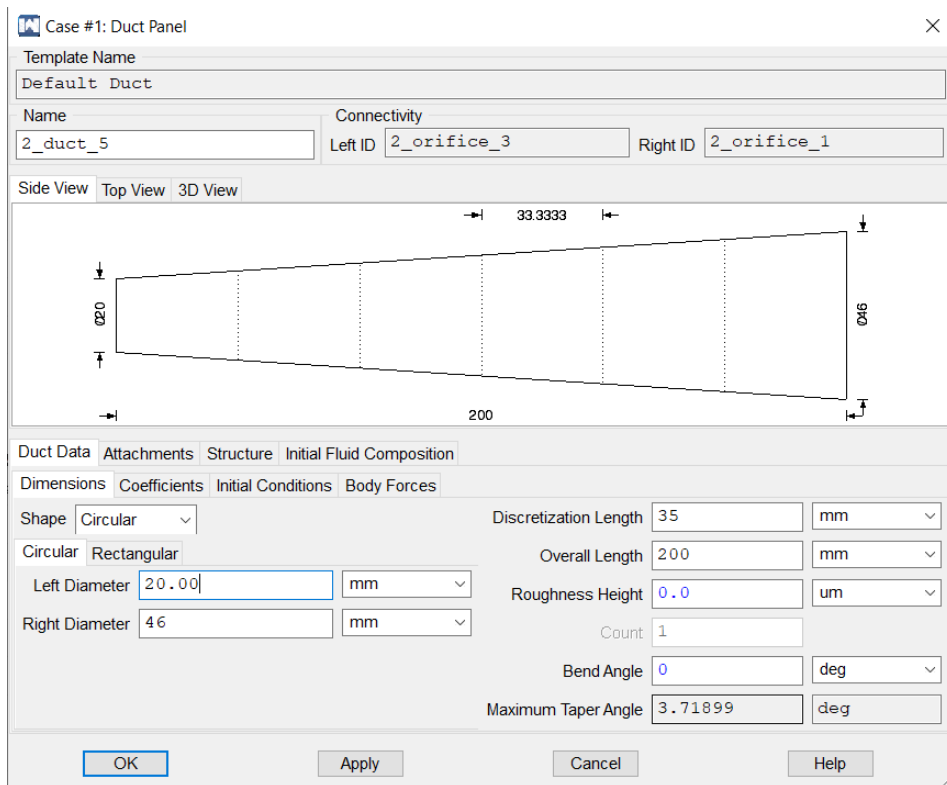 Case #1: Duct Panel
Template Name
Default Duct
Name
Connectivity
2_duct_5
Left ID 2_orifice_3 Right ID 2_orifice_1
Side View Top View 3D View
33.3333
∅20
∅46
200
Duct Data Attachments Structure Initial Fluid Composition
Dimensions Coefficients Initial Conditions Body Forces
Shape Circular
Discretization Length 35 mm
Circular Rectangular
Overall Length 200 mm
Left Diameter 20.00 mm
Roughness Height 0.0 um
Right Diameter 46 mm
Count 1
Bend Angle 0 deg
Maximum Taper Angle 3.71899 deg
OK Apply Cancel Help